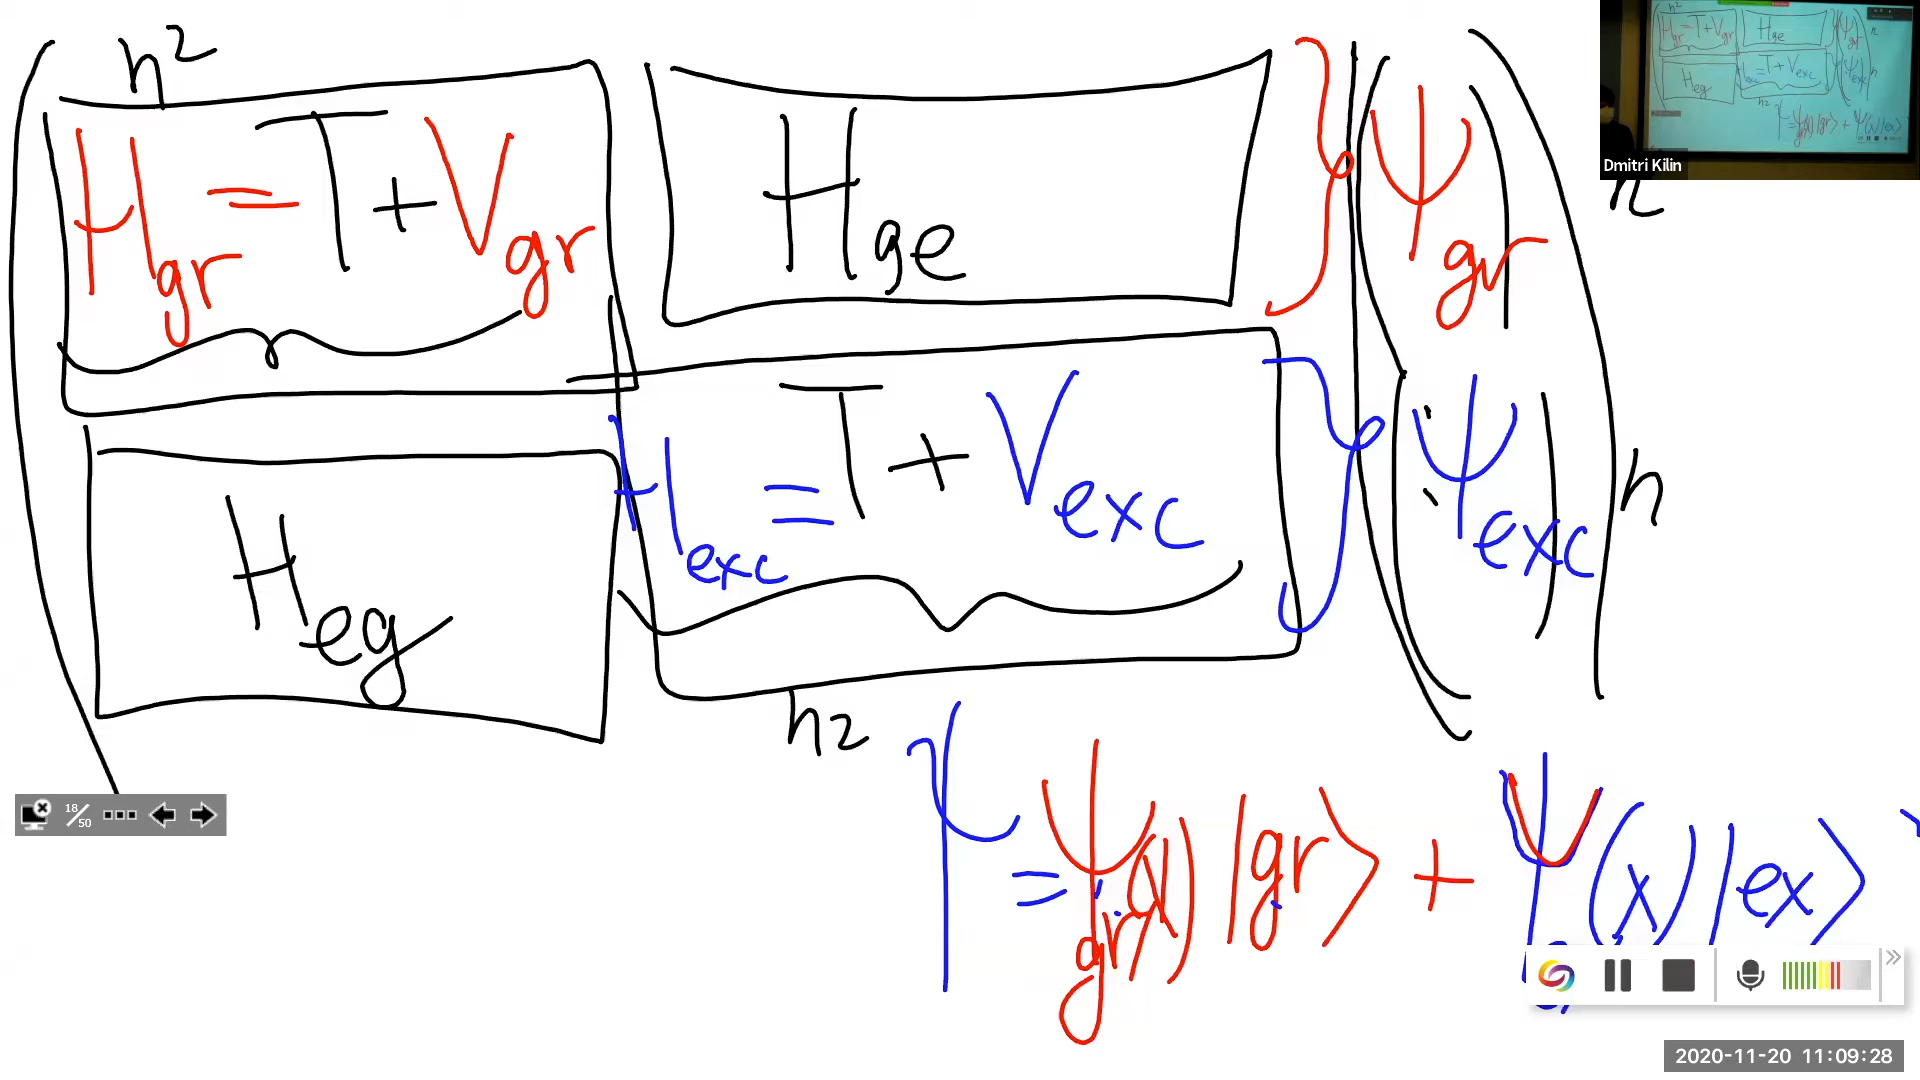 n²
H_gr = T + V_gr
H_ge
Ψ_gr
n
H_eg
H_exc = T + V_exc
Ψ_exc
n
n2
Ψ = Ψ_gr(x) |gr> + Ψ(x) |ex>
Dmitri Kilin
18/50
2020-11-20 11:09:28